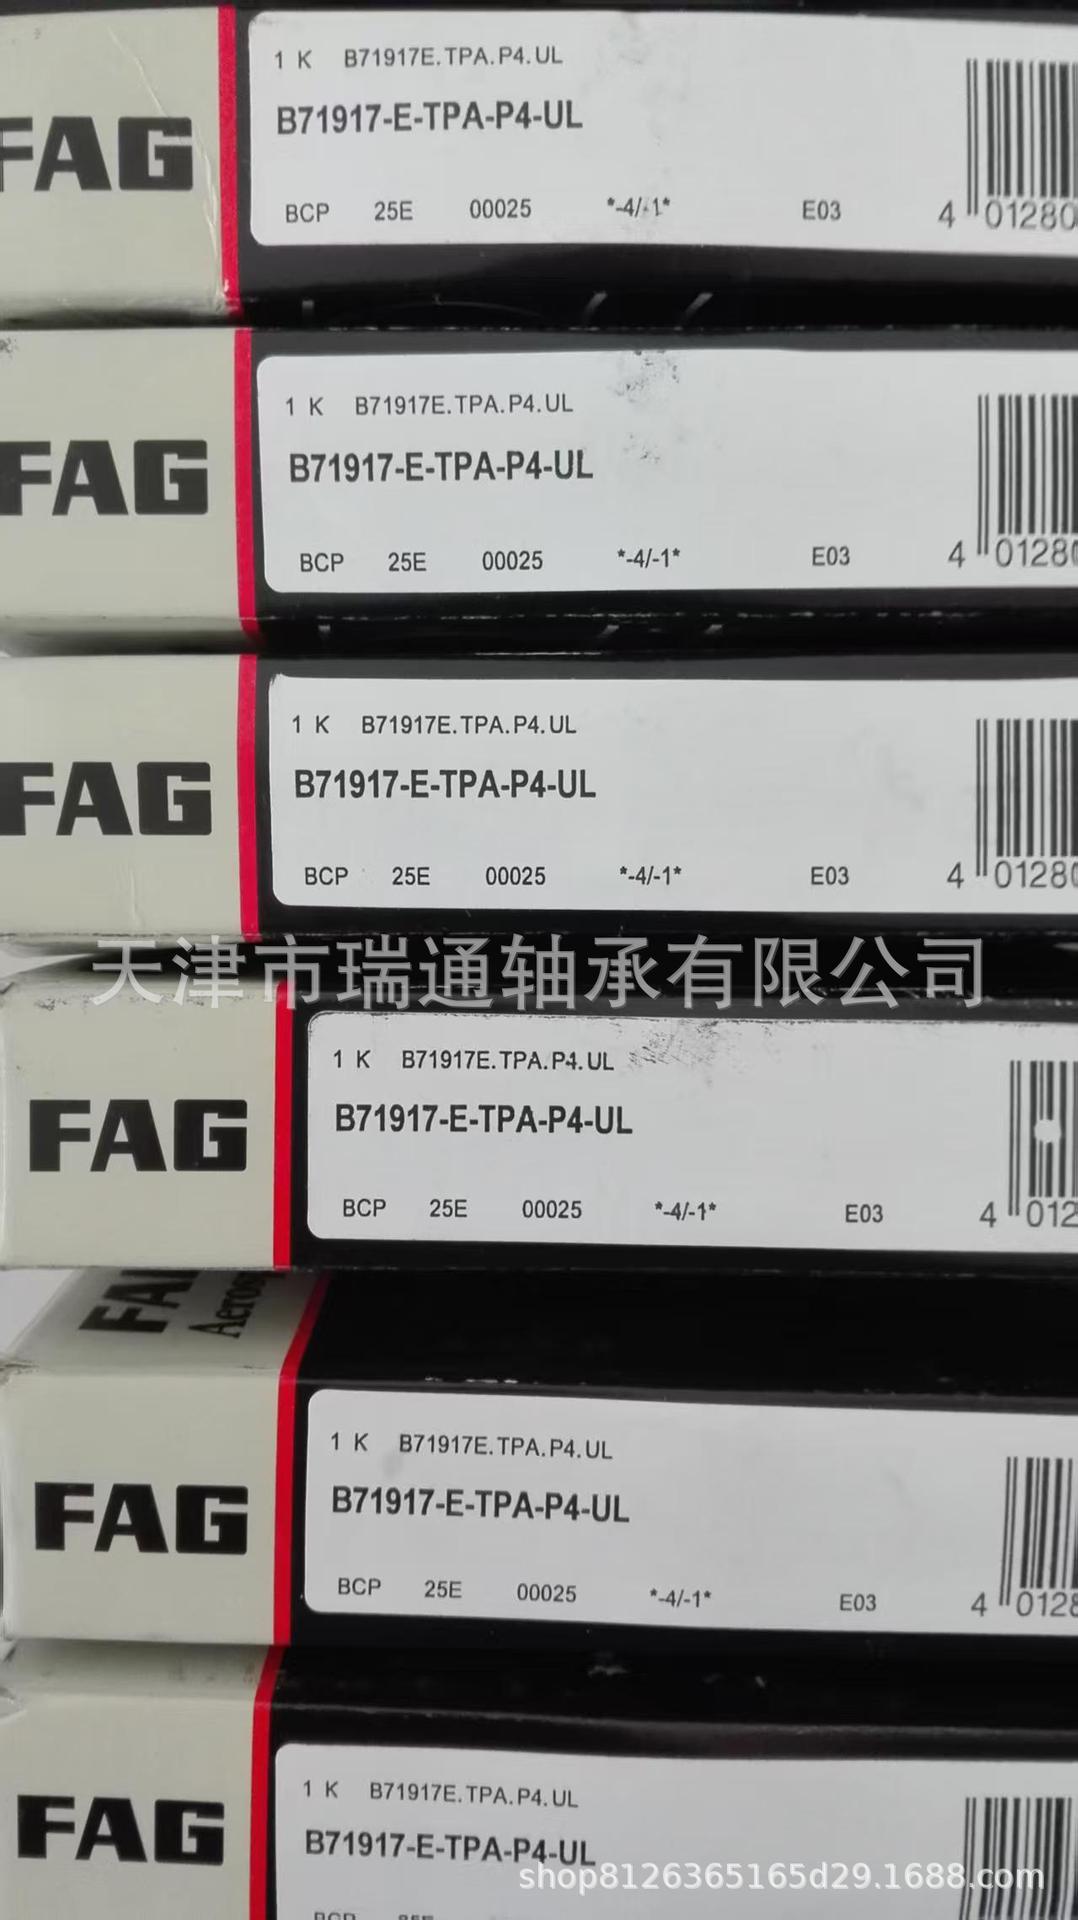 FAG
1 K B71917E.TPA.P4.UL
B71917-E-TPA-P4-UL
BCP 25E 00025 *-4/-1* E03
4 01280
FAG
1 K B71917E.TPA.P4.UL
B71917-E-TPA-P4-UL
BCP 25E 00025 *-4/-1* E03
4 01280
FAG
1 K B71917E.TPA.P4.UL
B71917-E-TPA-P4-UL
BCP 25E 00025 *-4/-1* E03
4 01280
天津市瑞通轴承有限公司
FAG
1 K B71917E.TPA.P4.UL
B71917-E-TPA-P4-UL
BCP 25E 00025 *-4/-1* E03
4 012
FAG
1 K B71917E.TPA.P4.UL
B71917-E-TPA-P4-UL
BCP 25E 00025 *-4/-1* E03
4 0128
FAG
1 K B71917E.TPA.P4.UL
B71917-E-TPA-P4-UL
shop8126365165d29.1688.com